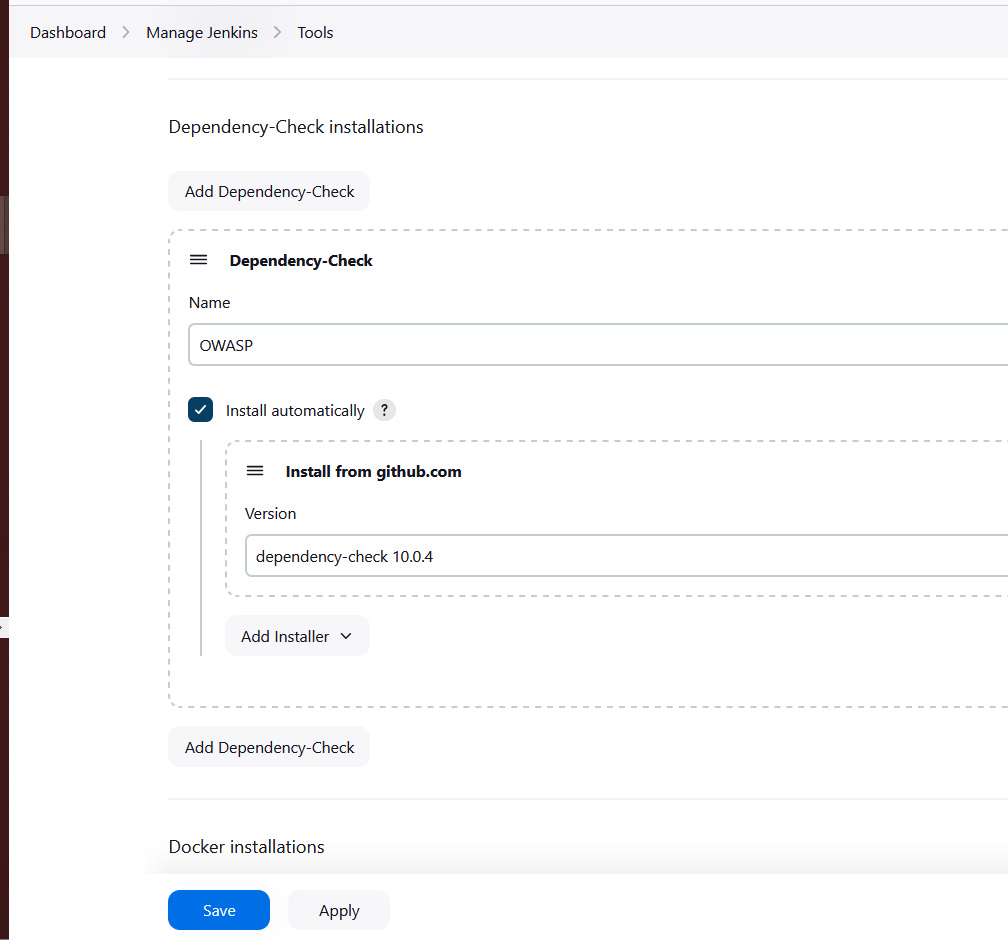 Dashboard > Manage Jenkins > Tools
Dependency-Check installations
Add Dependency-Check
Dependency-Check
Name
OWASP
Install automatically ?
Install from github.com
Version
dependency-check 10.0.4
Add Installer
Add Dependency-Check
Docker installations
Save Apply